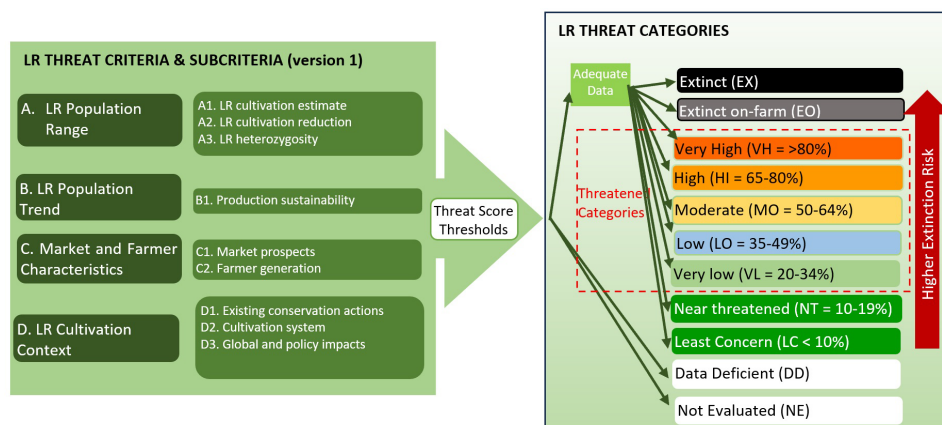 LR THREAT CRITERIA & SUBCRITERIA (version 1)
A. LR Population
Range
A1. LR cultivation estimate
A2. LR cultivation reduction
A3. LR heterozygosity
B. LR Population
Trend
B1. Production sustainability
C. Market and Farmer
Characteristics
C1. Market prospects
C2. Farmer generation
D. LR Cultivation
Context
D1. Existing conservation actions
D2. Cultivation system
D3. Global and policy impacts
Threat Score
Thresholds
LR THREAT CATEGORIES
Adequate
Data
Extinct (EX)
Extinct on-farm (EO)
Threatened
Categories
Very High (VH = >80%)
High (HI = 65-80%)
Moderate (MO = 50-64%)
Low (LO = 35-49%)
Very low (VL = 20-34%)
Near threatened (NT = 10-19%)
Least Concern (LC < 10%)
Data Deficient (DD)
Not Evaluated (NE)
Higher Extinction Risk